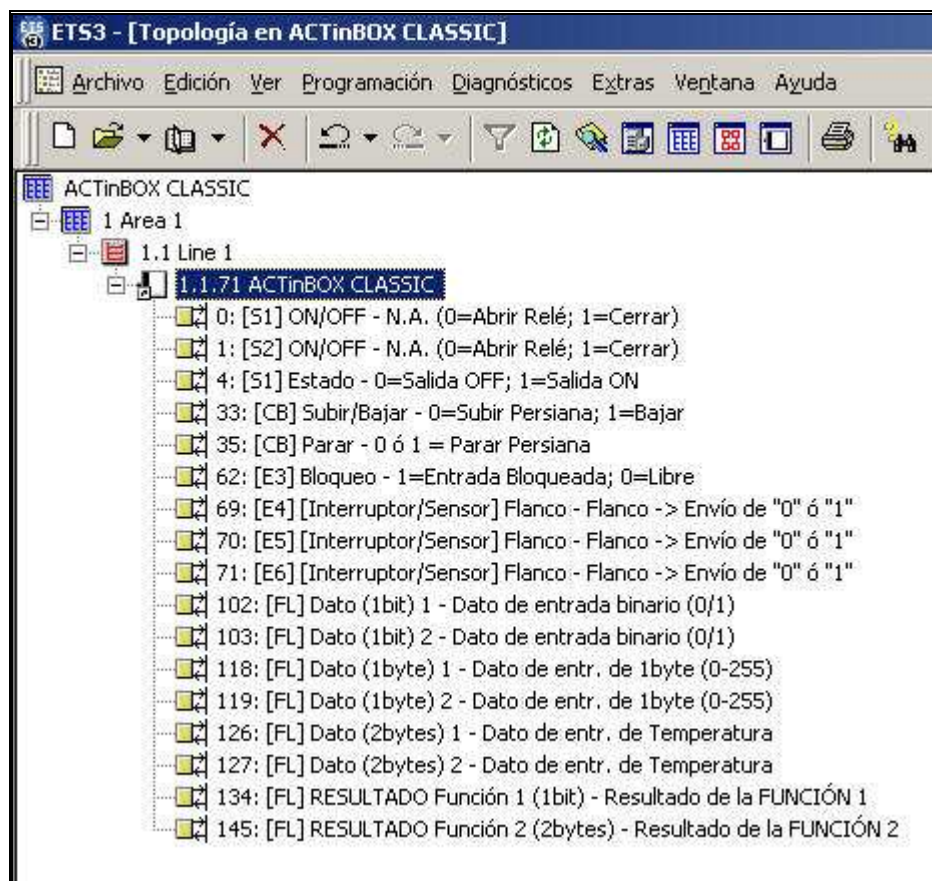 ETS3 - [Topología en ACTinBOX CLASSIC]
Archivo Edición Ver Programación Diagnósticos Extras Ventana Ayuda
ACTinBOX CLASSIC
1 Area 1
1.1 Line 1
1.1.71 ACTinBOX CLASSIC
0: [S1] ON/OFF - N.A. (0=Abrir Relé; 1=Cerrar)
1: [S2] ON/OFF - N.A. (0=Abrir Relé; 1=Cerrar)
4: [S1] Estado - 0=Salida OFF; 1=Salida ON
33: [CB] Subir/Bajar - 0=Subir Persiana; 1=Bajar
35: [CB] Parar - 0 ó 1 = Parar Persiana
62: [E3] Bloqueo - 1=Entrada Bloqueada; 0=Libre
69: [E4] [Interruptor/Sensor] Flanco - Flanco -> Envío de "0" ó "1"
70: [E5] [Interruptor/Sensor] Flanco - Flanco -> Envío de "0" ó "1"
71: [E6] [Interruptor/Sensor] Flanco - Flanco -> Envío de "0" ó "1"
102: [FL] Dato (1bit) 1 - Dato de entrada binario (0/1)
103: [FL] Dato (1bit) 2 - Dato de entrada binario (0/1)
118: [FL] Dato (1byte) 1 - Dato de entr. de 1byte (0-255)
119: [FL] Dato (1byte) 2 - Dato de entr. de 1byte (0-255)
126: [FL] Dato (2bytes) 1 - Dato de entr. de Temperatura
127: [FL] Dato (2bytes) 2 - Dato de entr. de Temperatura
134: [FL] RESULTADO Función 1 (1bit) - Resultado de la FUNCIÓN 1
145: [FL] RESULTADO Función 2 (2bytes) - Resultado de la FUNCIÓN 2